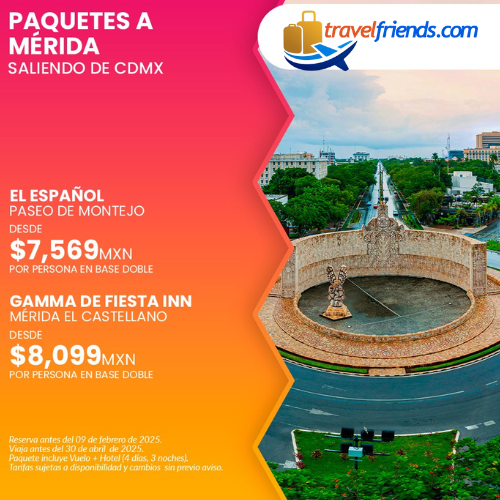 PAQUETES A
MÉRIDA
SALIENDO DE CDMX
travelfriends.com
EL ESPAÑOL
PASEO DE MONTEJO
DESDE
$7,569MXN
POR PERSONA EN BASE DOBLE
GAMMA DE FIESTA INN
MÉRIDA EL CASTELLANO
DESDE
$8,099MXN
POR PERSONA EN BASE DOBLE
Reserva antes del 09 de febrero de 2025.
Viaja antes del 30 de abril de 2025.
Paquete incluye Vuelo + Hotel (4 días, 3 noches).
Tarifas sujetas a disponibilidad y cambios sin previo aviso.